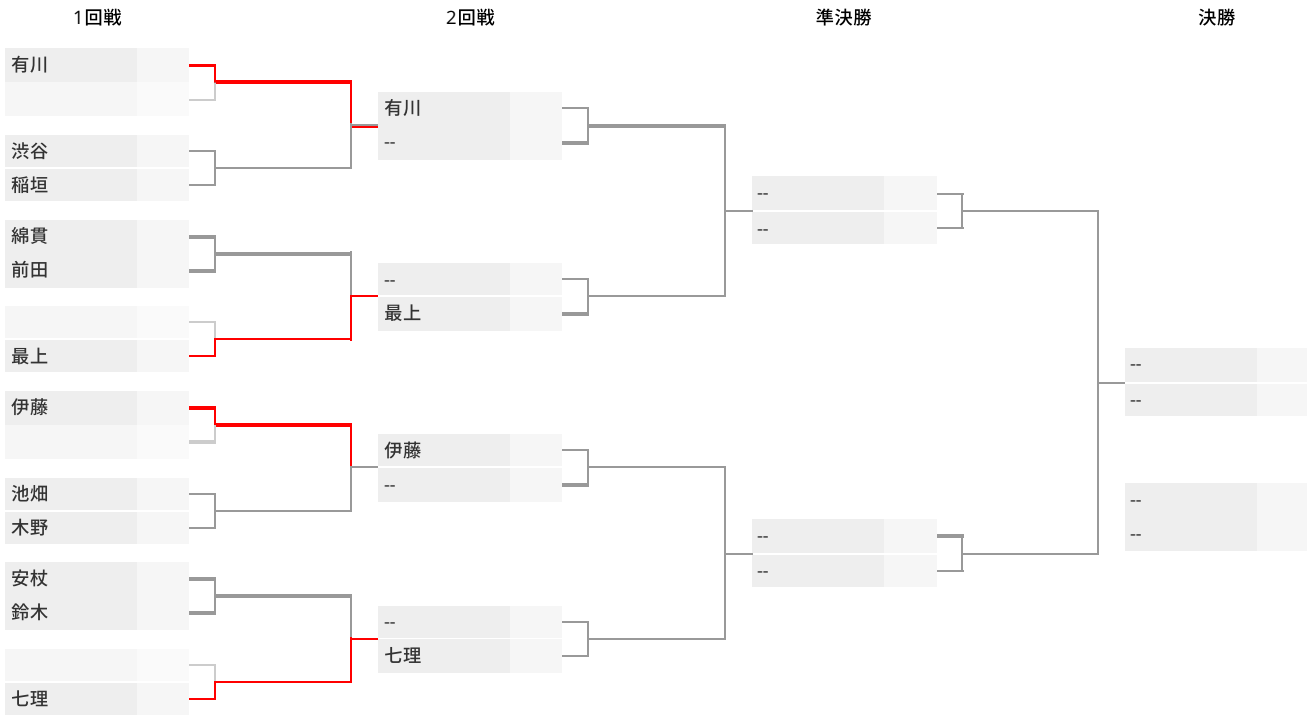 1回戦
2回戦
準決勝
決勝
有川
渋谷
稲垣
綿貫
前田
最上
伊藤
池畑
木野
安杖
鈴木
七理
有川
--
--
最上
伊藤
--
--
七理
--
--
--
--
--
--
--
--